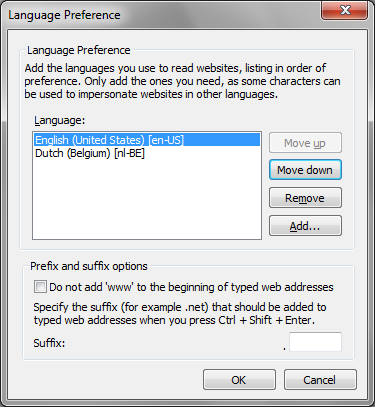 Language Preference
Language Preference
Add the languages you use to read websites, listing in order of
preference. Only add the ones you need, as some characters can
be used to impersonate websites in other languages.
Language:
English (United States) [en-US]
Dutch (Belgium) [nl-BE]
Move up
Move down
Remove
Add...
Prefix and suffix options
Do not add 'www' to the beginning of typed web addresses
Specify the suffix (for example .net) that should be added to
typed web addresses when you press Ctrl + Shift + Enter.
Suffix: .
OK Cancel